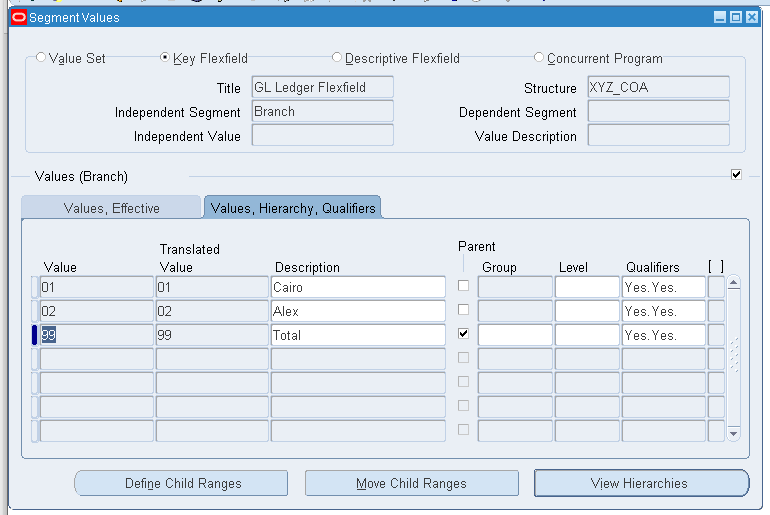 Segment Values
Value Set Key Flexfield Descriptive Flexfield Concurrent Program
Title GL Ledger Flexfield Structure XYZ_COA
Independent Segment Branch Dependent Segment
Independent Value Value Description
Values (Branch)
Values, Effective Values, Hierarchy, Qualifiers
Translated Parent
Value Value Description Group Level Qualifiers [ ]
01 01 Cairo Yes.Yes.
02 02 Alex Yes.Yes.
99 99 Total Yes.Yes.
Define Child Ranges Move Child Ranges View Hierarchies